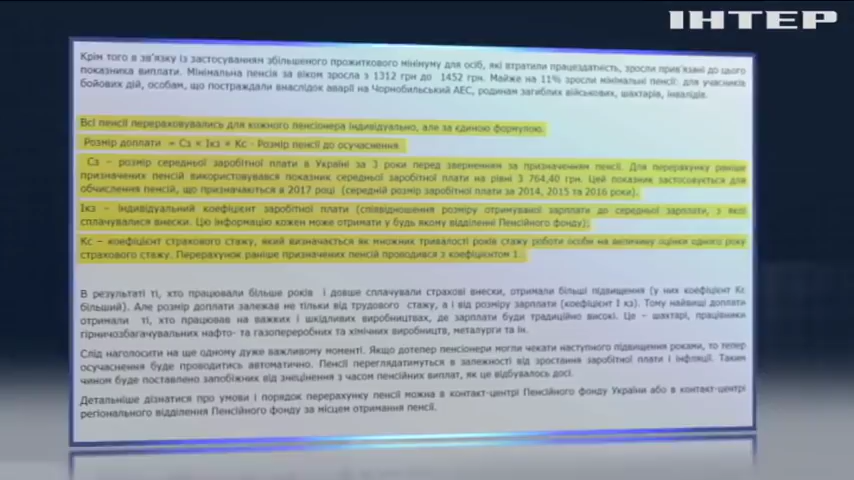 ІНТЕР
Крім того в зв'язку із застосуванням збільшеного прожиткового мінімуму для осіб, які втратили працездатність, зросли прив'язані до цього
показника виплати. Мінімальна пенсія за віком зросла з 1312 грн до 1452 грн. Майже на 11% зросли мінімальні пенсії: для учасників
бойових дій, особам, що постраждали внаслідок аварії на Чорнобильський АЕС, родинам загиблих військових, шахтарів, інвалідів.
Всі пенсії перераховувались для кожного пенсіонера індивідуально, але за єдиною формулою.
Розмір доплати = Сз × Ікз × Кс - Розмір пенсії до осучаснення
Сз – розмір середньої заробітної плати в Україні за 3 роки перед зверненням за призначенням пенсії. Для перерахунку раніше
призначених пенсій використовувався показник середньої заробітної плати на рівні 3 764,40 грн. Цей показник застосовується для
обчислення пенсій, що призначаються в 2017 році (середній розмір заробітної плати за 2014, 2015 та 2016 роки).
Ікз – Індивідуальний коефіцієнт заробітної плати (співвідношення розміру отримуваної зарплати до середньої зарплати, з якої
сплачувалися внески. Цю інформацію кожен може отримати у будь якому відділенні Пенсійного фонду);
Кс – коефіцієнт страхового стажу, який визначається як множник тривалості років стажу роботи особи на величину оцінки одного року
страхового стажу. Перерахунок раніше призначених пенсій проводився з коефіцієнтом 1.
В результаті ті, хто працювали більше років і довше сплачували страхові внески, отримали більші підвищення (у них коефіцієнт Кс
більший). Але розмір доплати залежав не тільки від трудового стажу, а і від розміру зарплати (коефіцієнт І кз). Тому найвищі доплати
отримали ті, хто працював на важких і шкідливих виробництвах, де зарплати були традиційно високі. Це – шахтарі, працівники
гірничозбагачувальних нафто- та газопереробних та хімічних виробництв, металурги та ін.
Слід наголосити на ще одному дуже важливому моменті. Якщо дотепер пенсіонери могли чекати наступного підвищення роками, то тепер
осучаснення буде проводитись автоматично. Пенсії переглядатимуться в залежності від зростання заробітної плати і інфляції. Таким
чином буде поставлено запобіжник від знецінення з часом пенсійних виплат, як це відбувалось досі.
Детальніше дізнатися про умови і порядок перерахунку пенсії можна в контакт-центрі Пенсійного фонду України або в контакт-центрі
регіонального відділення Пенсійного фонду за місцем отримання пенсії.